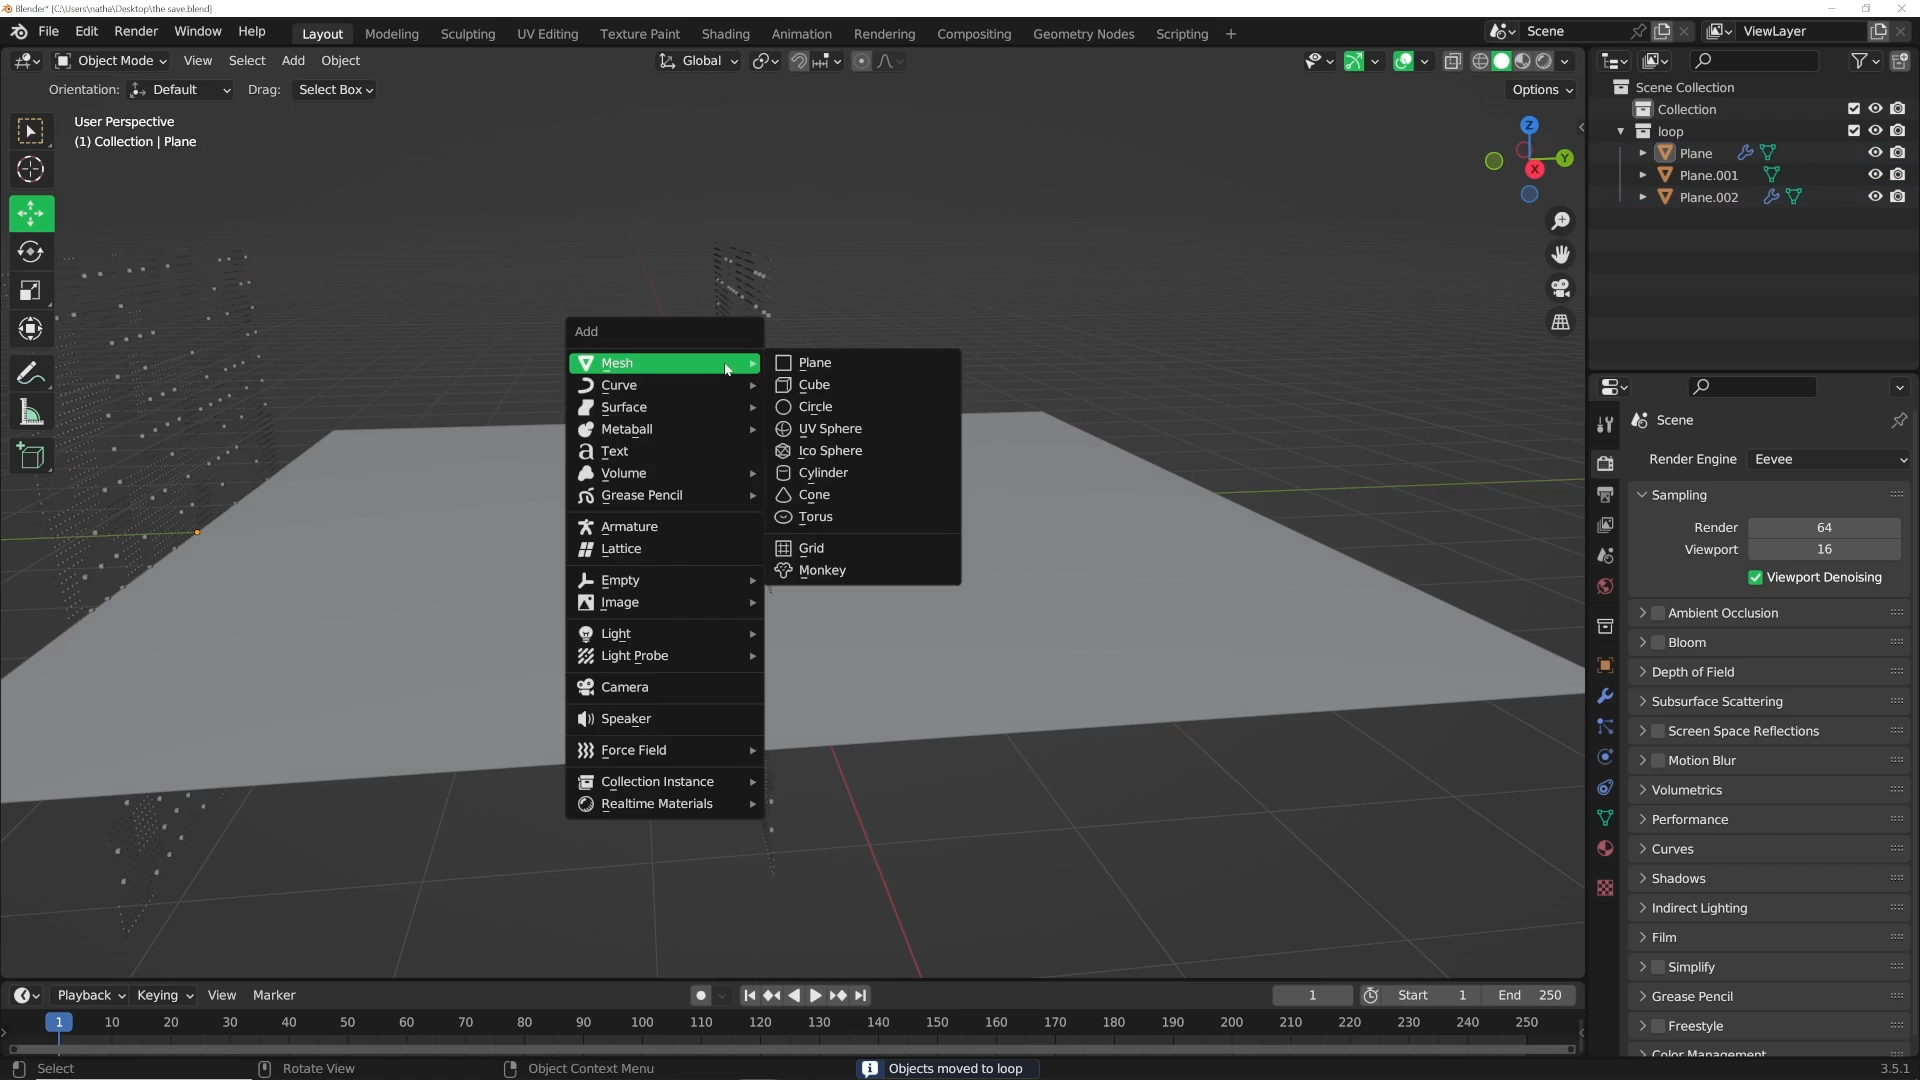 Blender* [C:\Users\natha\Desktop\the save.blend]
File Edit Render Window Help Layout Modeling Sculpting UV Editing Texture Paint Shading Animation Rendering Compositing Geometry Nodes Scripting + Scene ViewLayer
Object Mode View Select Add Object Global
Orientation: Default Drag: Select Box Options
User Perspective
(1) Collection | Plane
Z
Y
X
Scene Collection
Collection
loop
Plane
Plane.001
Plane.002
Add
Mesh
Curve
Surface
Metaball
Text
Volume
Grease Pencil
Armature
Lattice
Empty
Image
Light
Light Probe
Camera
Speaker
Force Field
Collection Instance
Realtime Materials
Plane
Cube
Circle
UV Sphere
Ico Sphere
Cylinder
Cone
Torus
Grid
Monkey
Scene
Render Engine Eevee
Sampling
Render 64
Viewport 16
Viewport Denoising
Ambient Occlusion
Bloom
Depth of Field
Subsurface Scattering
Screen Space Reflections
Motion Blur
Volumetrics
Performance
Curves
Shadows
Indirect Lighting
Film
Simplify
Grease Pencil
Freestyle
Color Management
Playback Keying View Marker 1 Start 1 End 250
1 10 20 30 40 50 60 70 80 90 100 110 120 130 140 150 160 170 180 190 200 210 220 230 240 250
Select Rotate View Object Context Menu Objects moved to loop 3.5.1